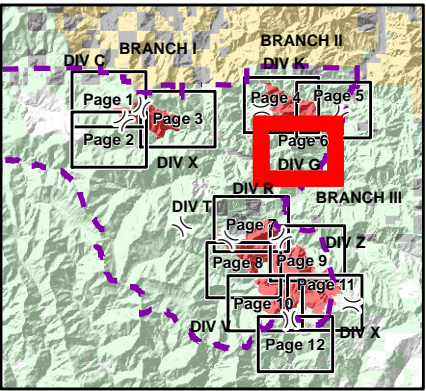 BRANCH I
BRANCH II
DIV C
DIV K
Page 1
Page 4
Page 5
Page 3
Page 2
Page 6
DIV X
DIV G
DIV R
BRANCH III
DIV T
Page 7
DIV Z
Page 8
Page 9
Page 11
Page 10
DIV V
DIV X
Page 12